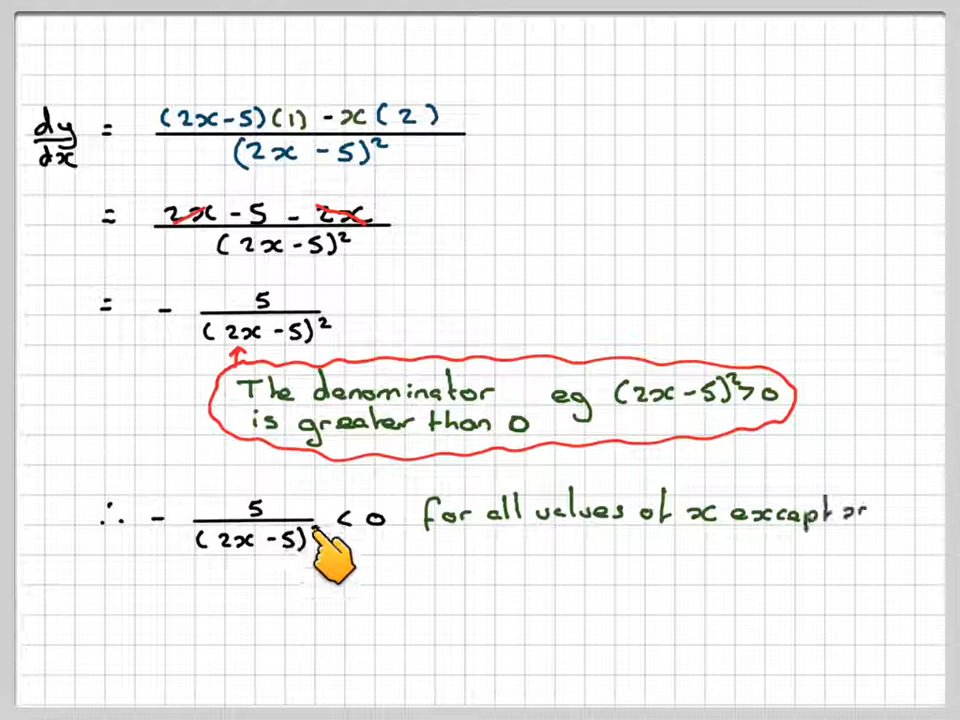 dy/dx = (2x-5)(1) - x(2) / (2x-5)²
= 2x - 5 - 2x / (2x-5)²
= - 5 / (2x-5)²
The denominator eg (2x-5)²>0
is greater than 0
∴ - 5 / (2x-5)² < 0 for all values of x except x